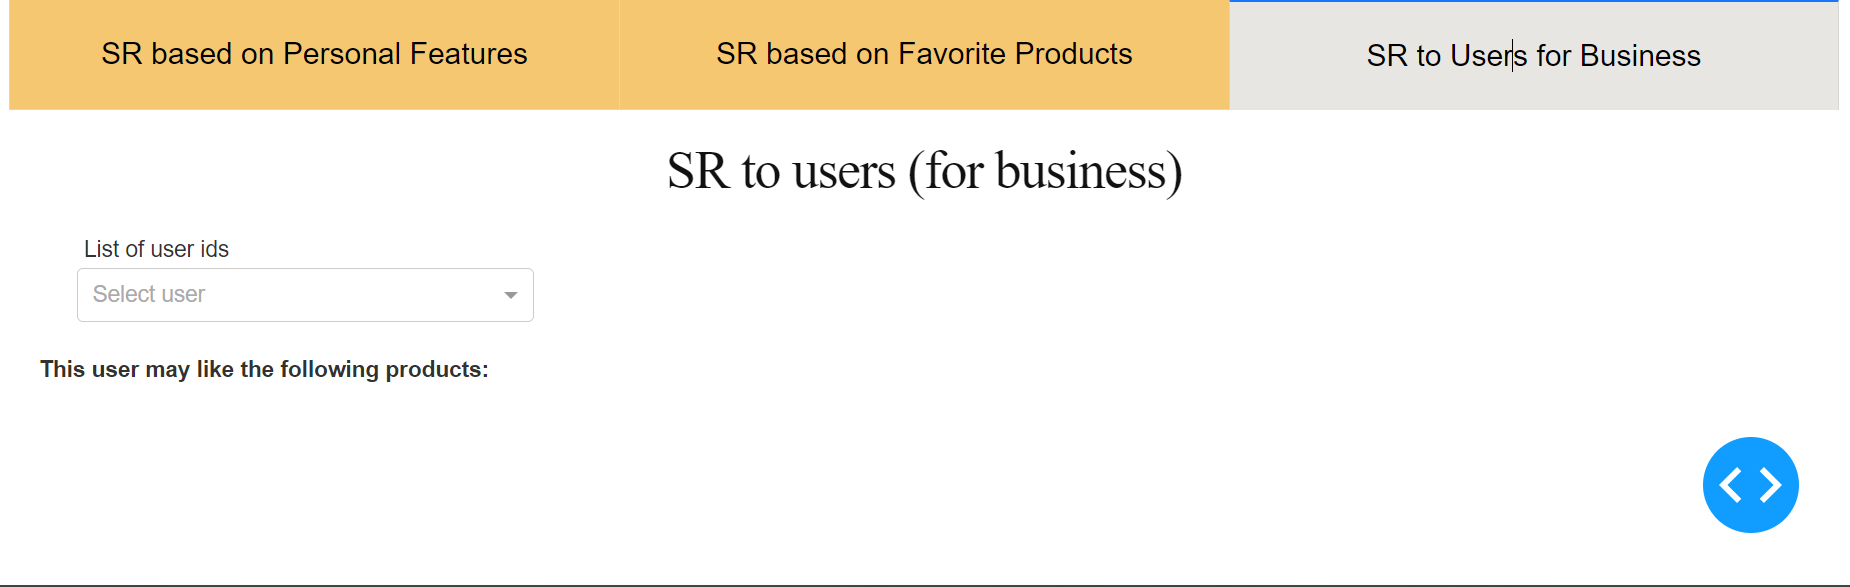 SR based on Personal Features
SR based on Favorite Products
SR to Users for Business
SR to users (for business)
List of user ids
Select user
This user may like the following products: